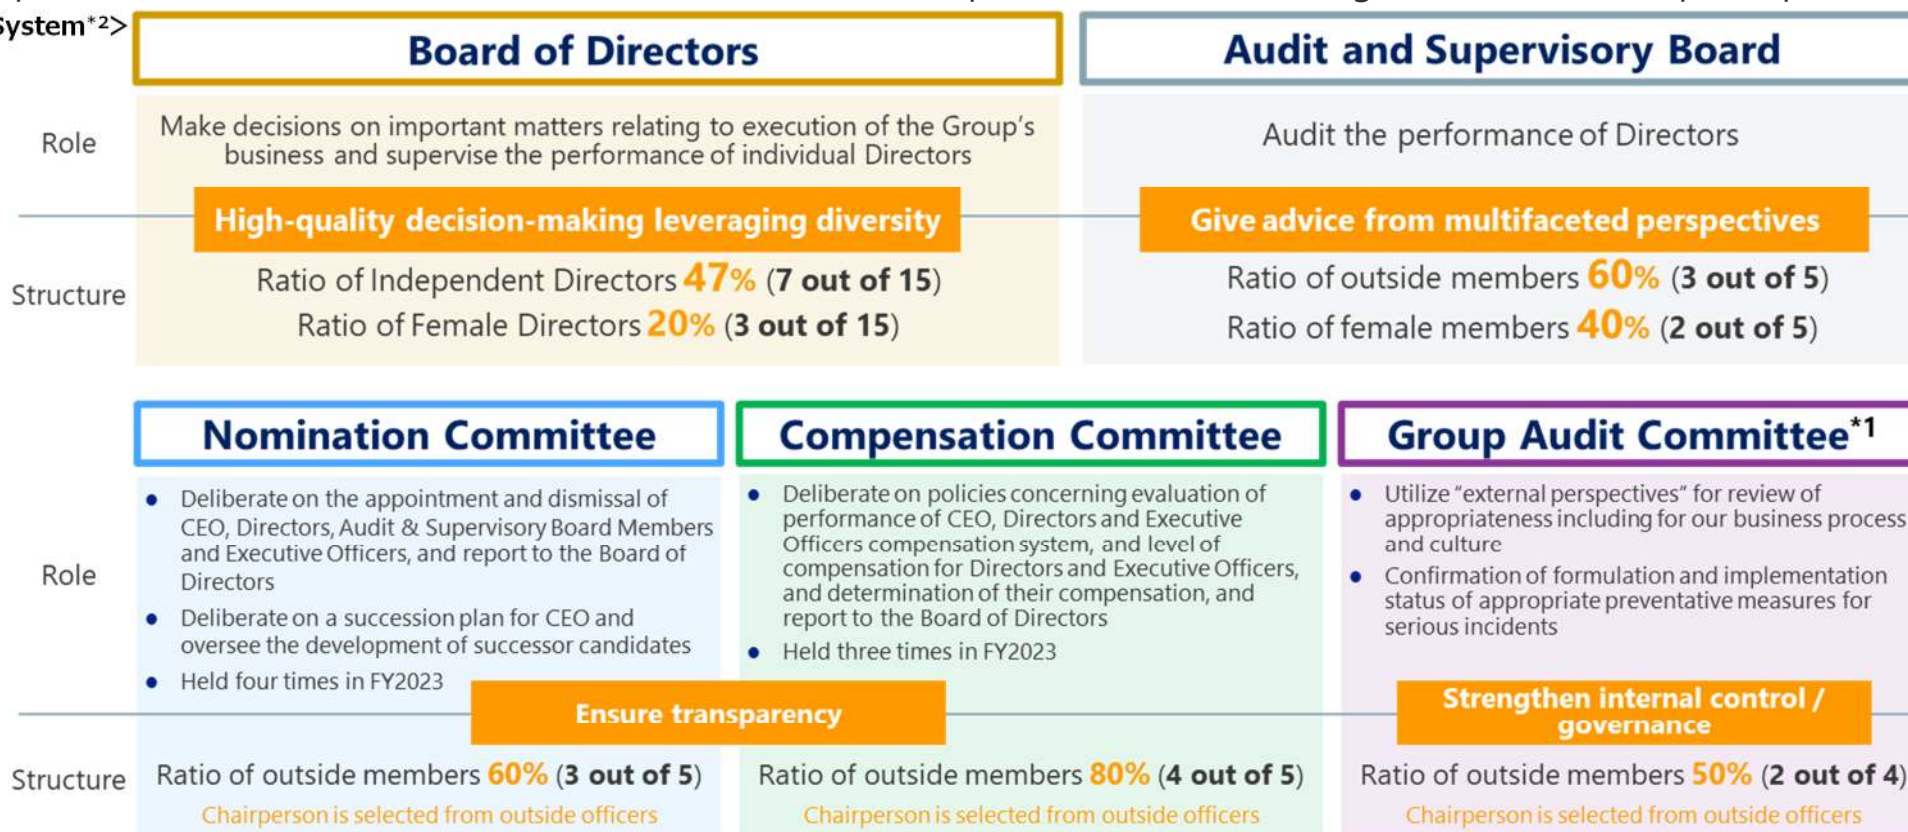 System*2>
Board of Directors
Audit and Supervisory Board
Role
Make decisions on important matters relating to execution of the Group's
business and supervise the performance of individual Directors
Audit the performance of Directors
High-quality decision-making leveraging diversity
Give advice from multifaceted perspectives
Structure
Ratio of Independent Directors 47% (7 out of 15)
Ratio of Female Directors 20% (3 out of 15)
Ratio of outside members 60% (3 out of 5)
Ratio of female members 40% (2 out of 5)
Nomination Committee
Compensation Committee
Group Audit Committee*1
Role
● Deliberate on the appointment and dismissal of
CEO, Directors, Audit & Supervisory Board Members
and Executive Officers, and report to the Board of
Directors
● Deliberate on a succession plan for CEO and
oversee the development of successor candidates
● Held four times in FY2023
● Deliberate on policies concerning evaluation of
performance of CEO, Directors and Executive
Officers compensation system, and level of
compensation for Directors and Executive Officers,
and determination of their compensation, and
report to the Board of Directors
● Held three times in FY2023
● Utilize "external perspectives" for review of
appropriateness including for our business process
and culture
● Confirmation of formulation and implementation
status of appropriate preventative measures for
serious incidents
Ensure transparency
Strengthen internal control /
governance
Structure
Ratio of outside members 60% (3 out of 5)
Chairperson is selected from outside officers
Ratio of outside members 80% (4 out of 5)
Chairperson is selected from outside officers
Ratio of outside members 50% (2 out of 4)
Chairperson is selected from outside officers